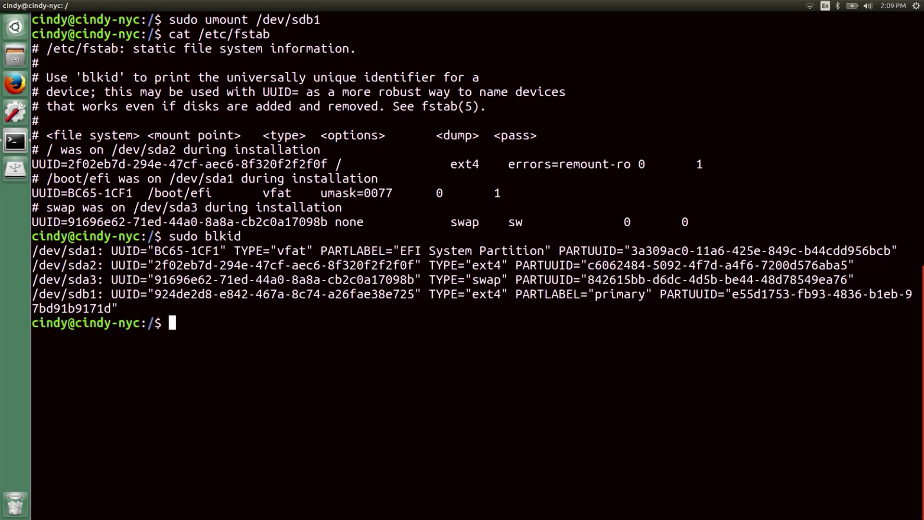 cindy@cindy-nyc: /
En
2:09 PM
cindy@cindy-nyc:/$ sudo umount /dev/sdb1
cindy@cindy-nyc:/$ cat /etc/fstab
# /etc/fstab: static file system information.
#
# Use 'blkid' to print the universally unique identifier for a
# device; this may be used with UUID= as a more robust way to name devices
# that works even if disks are added and removed. See fstab(5).
#
# <file system> <mount point>   <type>  <options>       <dump>  <pass>
# / was on /dev/sda2 during installation
UUID=2f02eb7d-294e-47cf-aec6-8f320f2f2f0f /               ext4    errors=remount-ro 0       1
# /boot/efi was on /dev/sda1 during installation
UUID=BC65-1CF1  /boot/efi       vfat    umask=0077      0       1
# swap was on /dev/sda3 during installation
UUID=91696e62-71ed-44a0-8a8a-cb2c0a17098b none            swap    sw              0       0
cindy@cindy-nyc:/$ sudo blkid
/dev/sda1: UUID="BC65-1CF1" TYPE="vfat" PARTLABEL="EFI System Partition" PARTUUID="3a309ac0-11a6-425e-849c-b44cdd956bcb"
/dev/sda2: UUID="2f02eb7d-294e-47cf-aec6-8f320f2f2f0f" TYPE="ext4" PARTUUID="c6062484-5092-4f7d-a4f6-7200d576aba5"
/dev/sda3: UUID="91696e62-71ed-44a0-8a8a-cb2c0a17098b" TYPE="swap" PARTUUID="842615bb-d6dc-4d5b-be44-48d78549ea76"
/dev/sdb1: UUID="924de2d8-e842-467a-8c74-a26fae38e725" TYPE="ext4" PARTLABEL="primary" PARTUUID="e55d1753-fb93-4836-b1eb-9
7bd91b9171d"
cindy@cindy-nyc:/$